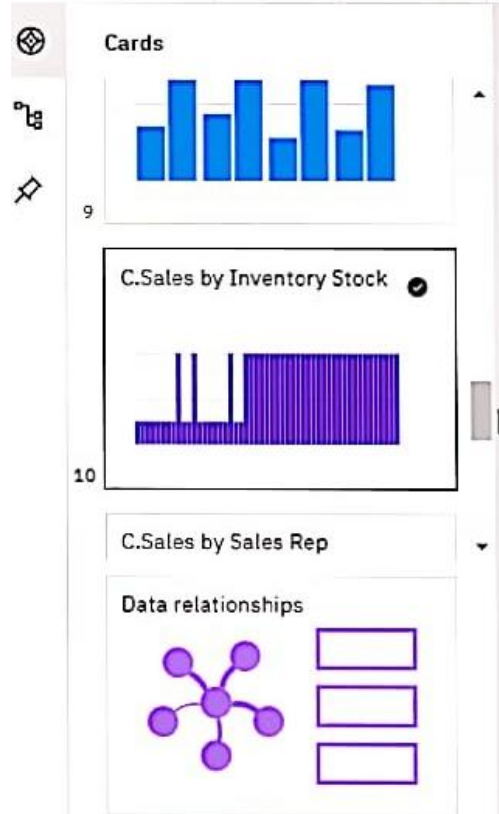 Cards
9
C.Sales by Inventory Stock
10
C.Sales by Sales Rep
Data relationships